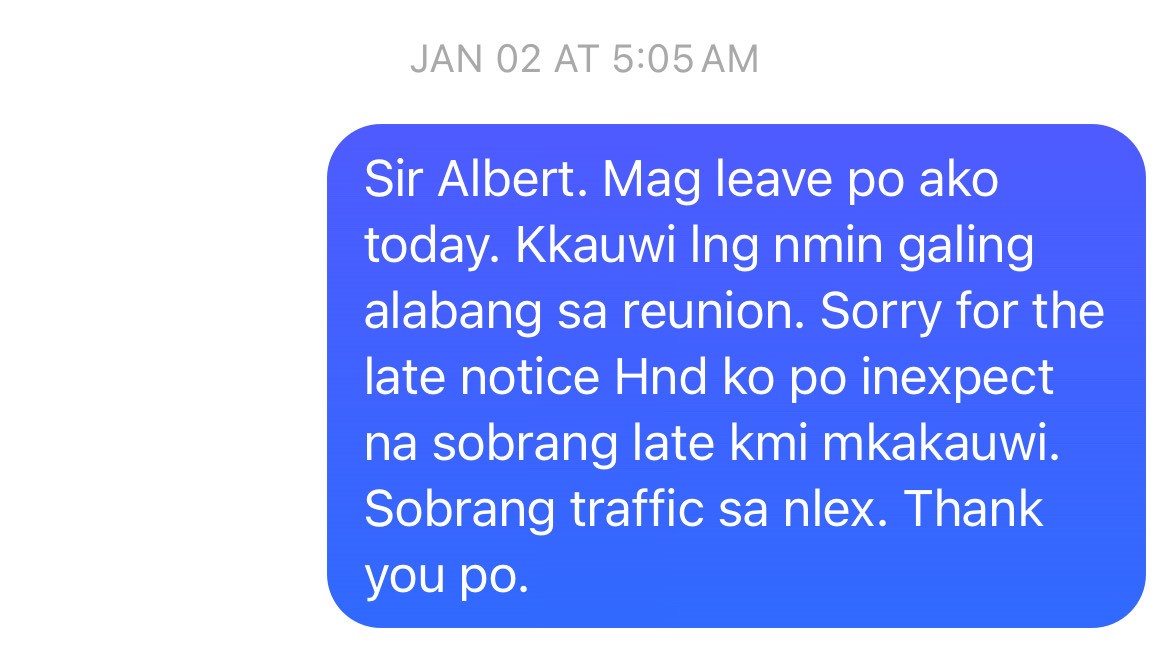 JAN 02 AT 5:05 AM
Sir Albert. Mag leave po ako
today. Kkauwi lng nmin galing
alabang sa reunion. Sorry for the
late notice Hnd ko po inexpect
na sobrang late kmi mkakauwi.
Sobrang traffic sa nlex. Thank
you po.